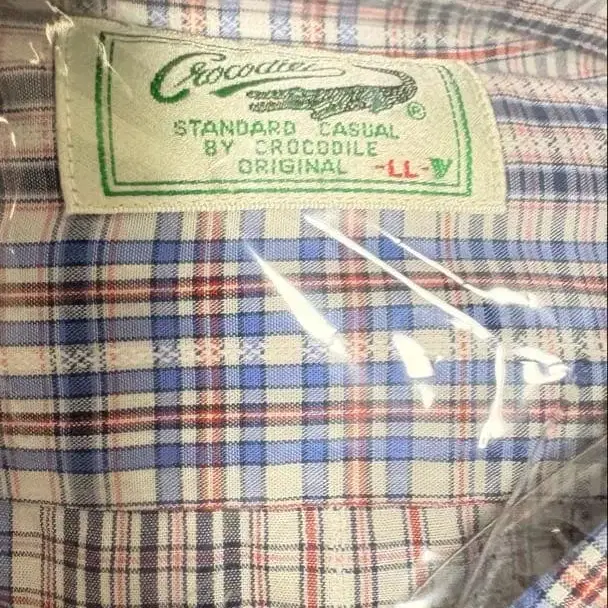 Crocodile
®
STANDARD CASUAL
BY CROCODILE
ORIGINAL -LL-W